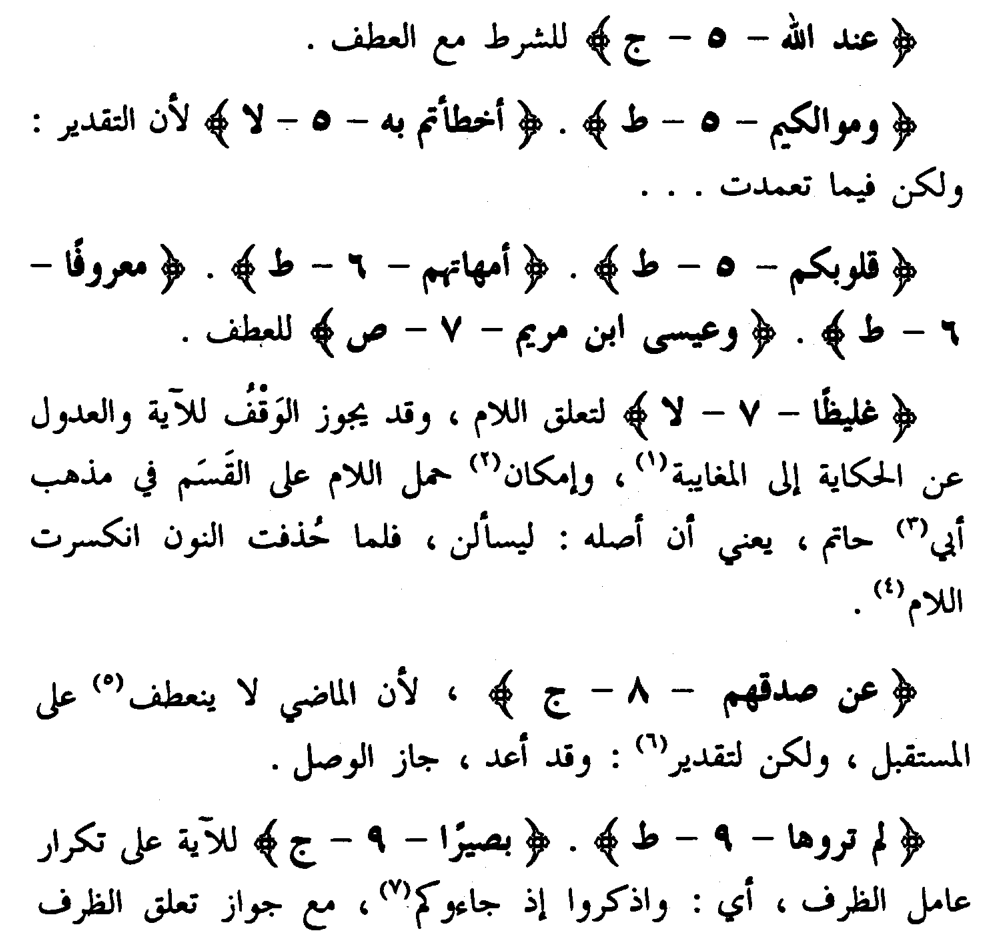 ﴿ عند الله – ٥ – ج ﴾ للشرط مع العطف .
﴿ وموالكيم – ٥ – ط ﴾ . ﴿ أخطأتم به – ٥ – لا ﴾ لأن التقدير :
ولكن فيما تعمدت . . .
﴿ قلوبكم – ٥ – ط ﴾ . ﴿ أمهاتهم – ٦ – ط ﴾ . ﴿ معروفًا –
٦ – ط ﴾ . ﴿ وعيسى ابن مريم – ٧ – ص ﴾ للعطف .
﴿ غليظًا – ٧ – لا ﴾ لتعلق اللام ، وقد يجوز الوَقْفُ للآية والعدول
عن الحكاية إلى المغايبة(١) ، وإمكان(٢) حمل اللام على القَسَم في مذهب
أبي(٣) حاتم ، يعني أن أصله : ليسألن ، فلما حُذفت النون انكسرت
اللام(٤) .
﴿ عن صدقهم – ٨ – ج ﴾ ، لأن الماضي لا ينعطف(٥) على
المستقبل ، ولكن لتقدير(٦) : وقد أعد ، جاز الوصل .
﴿ لم تروها – ٩ – ط ﴾ . ﴿ بصيرًا – ٩ – ج ﴾ للآية على تكرار
عامل الظرف ، أي : واذكروا إذ جاءوكم(٧) ، مع جواز تعلق الظرف